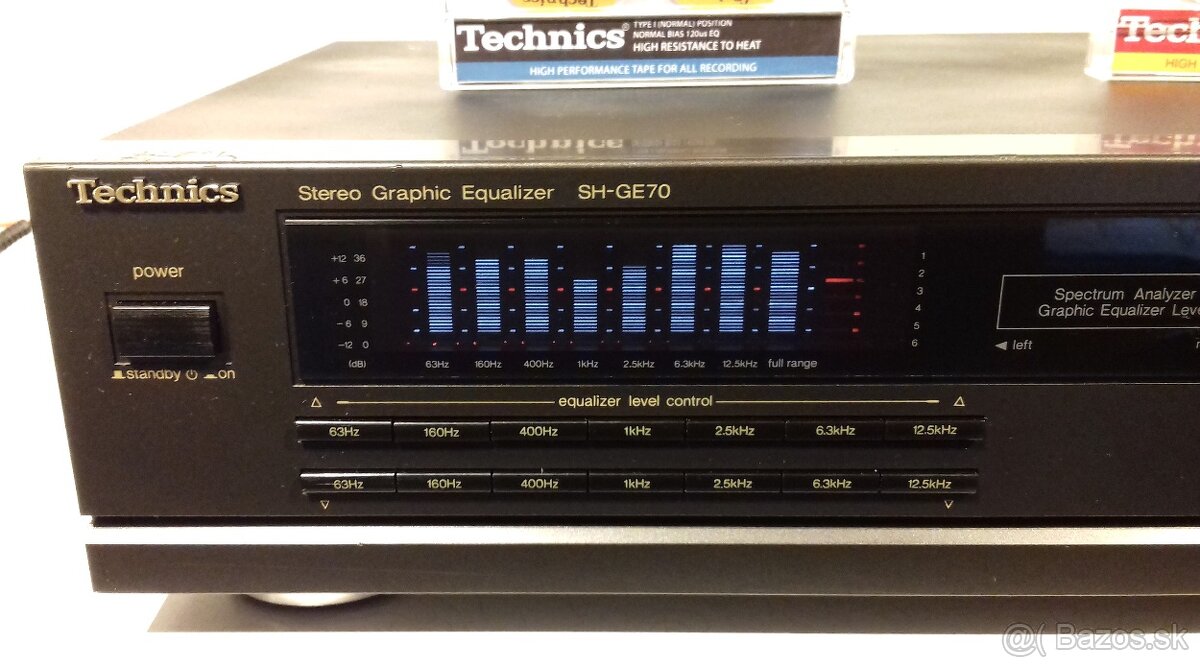 Technics® TYPE I (NORMAL) POSITION
NORMAL BIAS 120us EQ
HIGH RESISTANCE TO HEAT
HIGH PERFORMANCE TAPE FOR ALL RECORDING
HIGH
Technics
Stereo Graphic Equalizer SH-GE70
power
standby on
+12 36
+6 27
0 18
-6 9
-12 0
(dB) 63Hz 160Hz 400Hz 1kHz 2.5kHz 6.3kHz 12.5kHz full range
1
2
3
4
5
6
Spectrum Analyzer
Graphic Equalizer
◄ left
△ equalizer level control △
63Hz 160Hz 400Hz 1kHz 2.5kHz 6.3kHz 12.5kHz
63Hz 160Hz 400Hz 1kHz 2.5kHz 6.3kHz 12.5kHz
▽ ▽
@( Bazos.sk